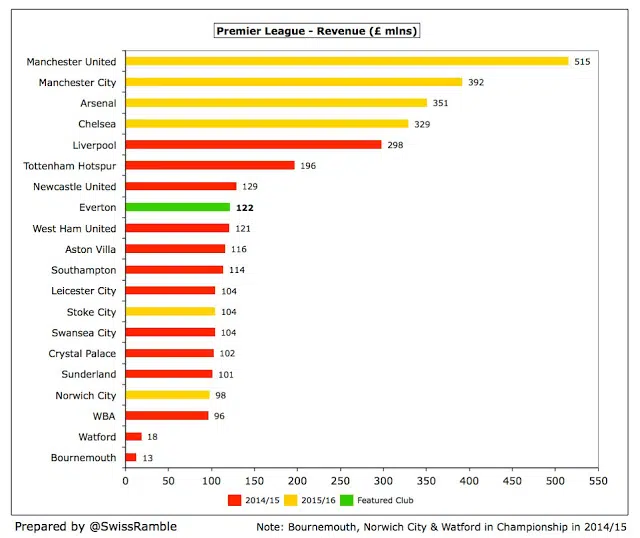 Premier League - Revenue (£ mlns)
Manchester United 515
Manchester City 392
Arsenal 351
Chelsea 329
Liverpool 298
Tottenham Hotspur 196
Newcastle United 129
Everton 122
West Ham United 121
Aston Villa 116
Southampton 114
Leicester City 104
Stoke City 104
Swansea City 104
Crystal Palace 102
Sunderland 101
Norwich City 98
WBA 96
Watford 18
Bournemouth 13
0 50 100 150 200 250 300 350 400 450 500 550
2014/15 2015/16 Featured Club
Prepared by @SwissRamble Note: Bournemouth, Norwich City & Watford in Championship in 2014/15